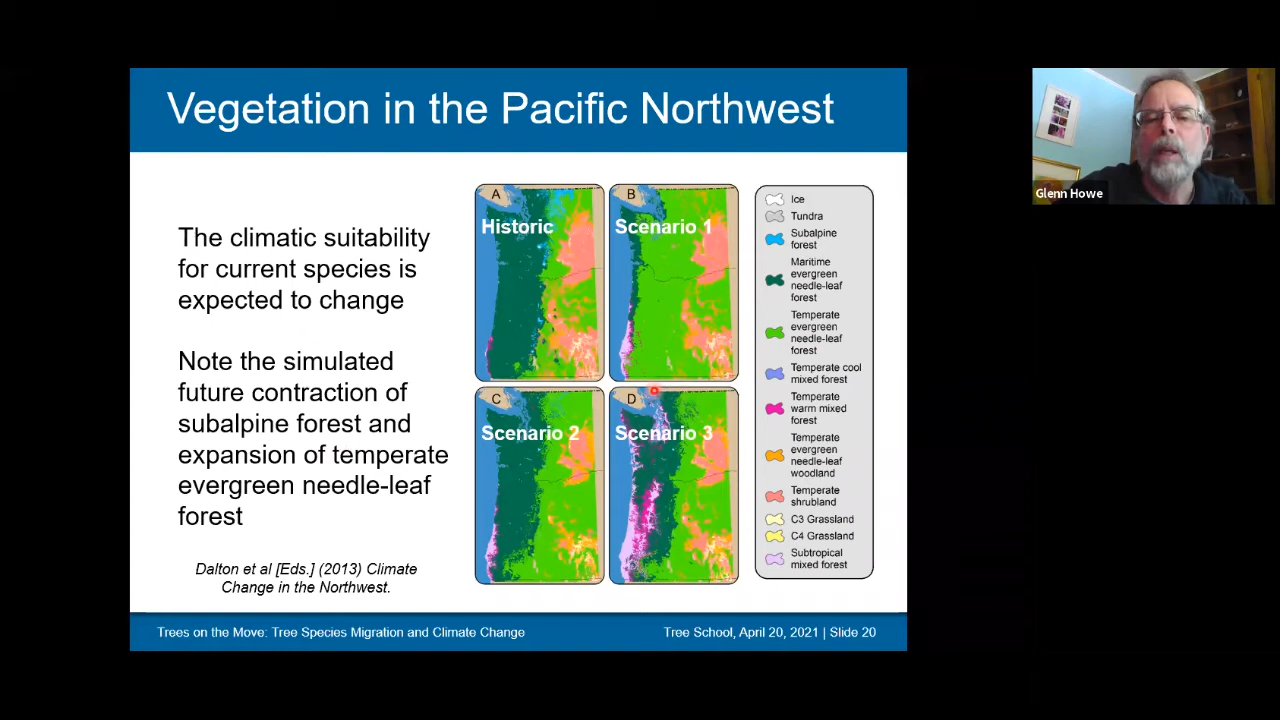 Vegetation in the Pacific Northwest
The climatic suitability
for current species is
expected to change
Note the simulated
future contraction of
subalpine forest and
expansion of temperate
evergreen needle-leaf
forest
Dalton et al [Eds.] (2013) Climate
Change in the Northwest.
A
Historic
B
Scenario 1
C
Scenario 2
D
Scenario 3
Ice
Tundra
Subalpine
forest
Maritime
evergreen
needle-leaf
forest
Temperate
evergreen
needle-leaf
forest
Temperate cool
mixed forest
Temperate
warm mixed
forest
Temperate
evergreen
needle-leaf
woodland
Temperate
shrubland
C3 Grassland
C4 Grassland
Subtropical
mixed forest
Trees on the Move: Tree Species Migration and Climate Change
Tree School, April 20, 2021 | Slide 20
Glenn Howe